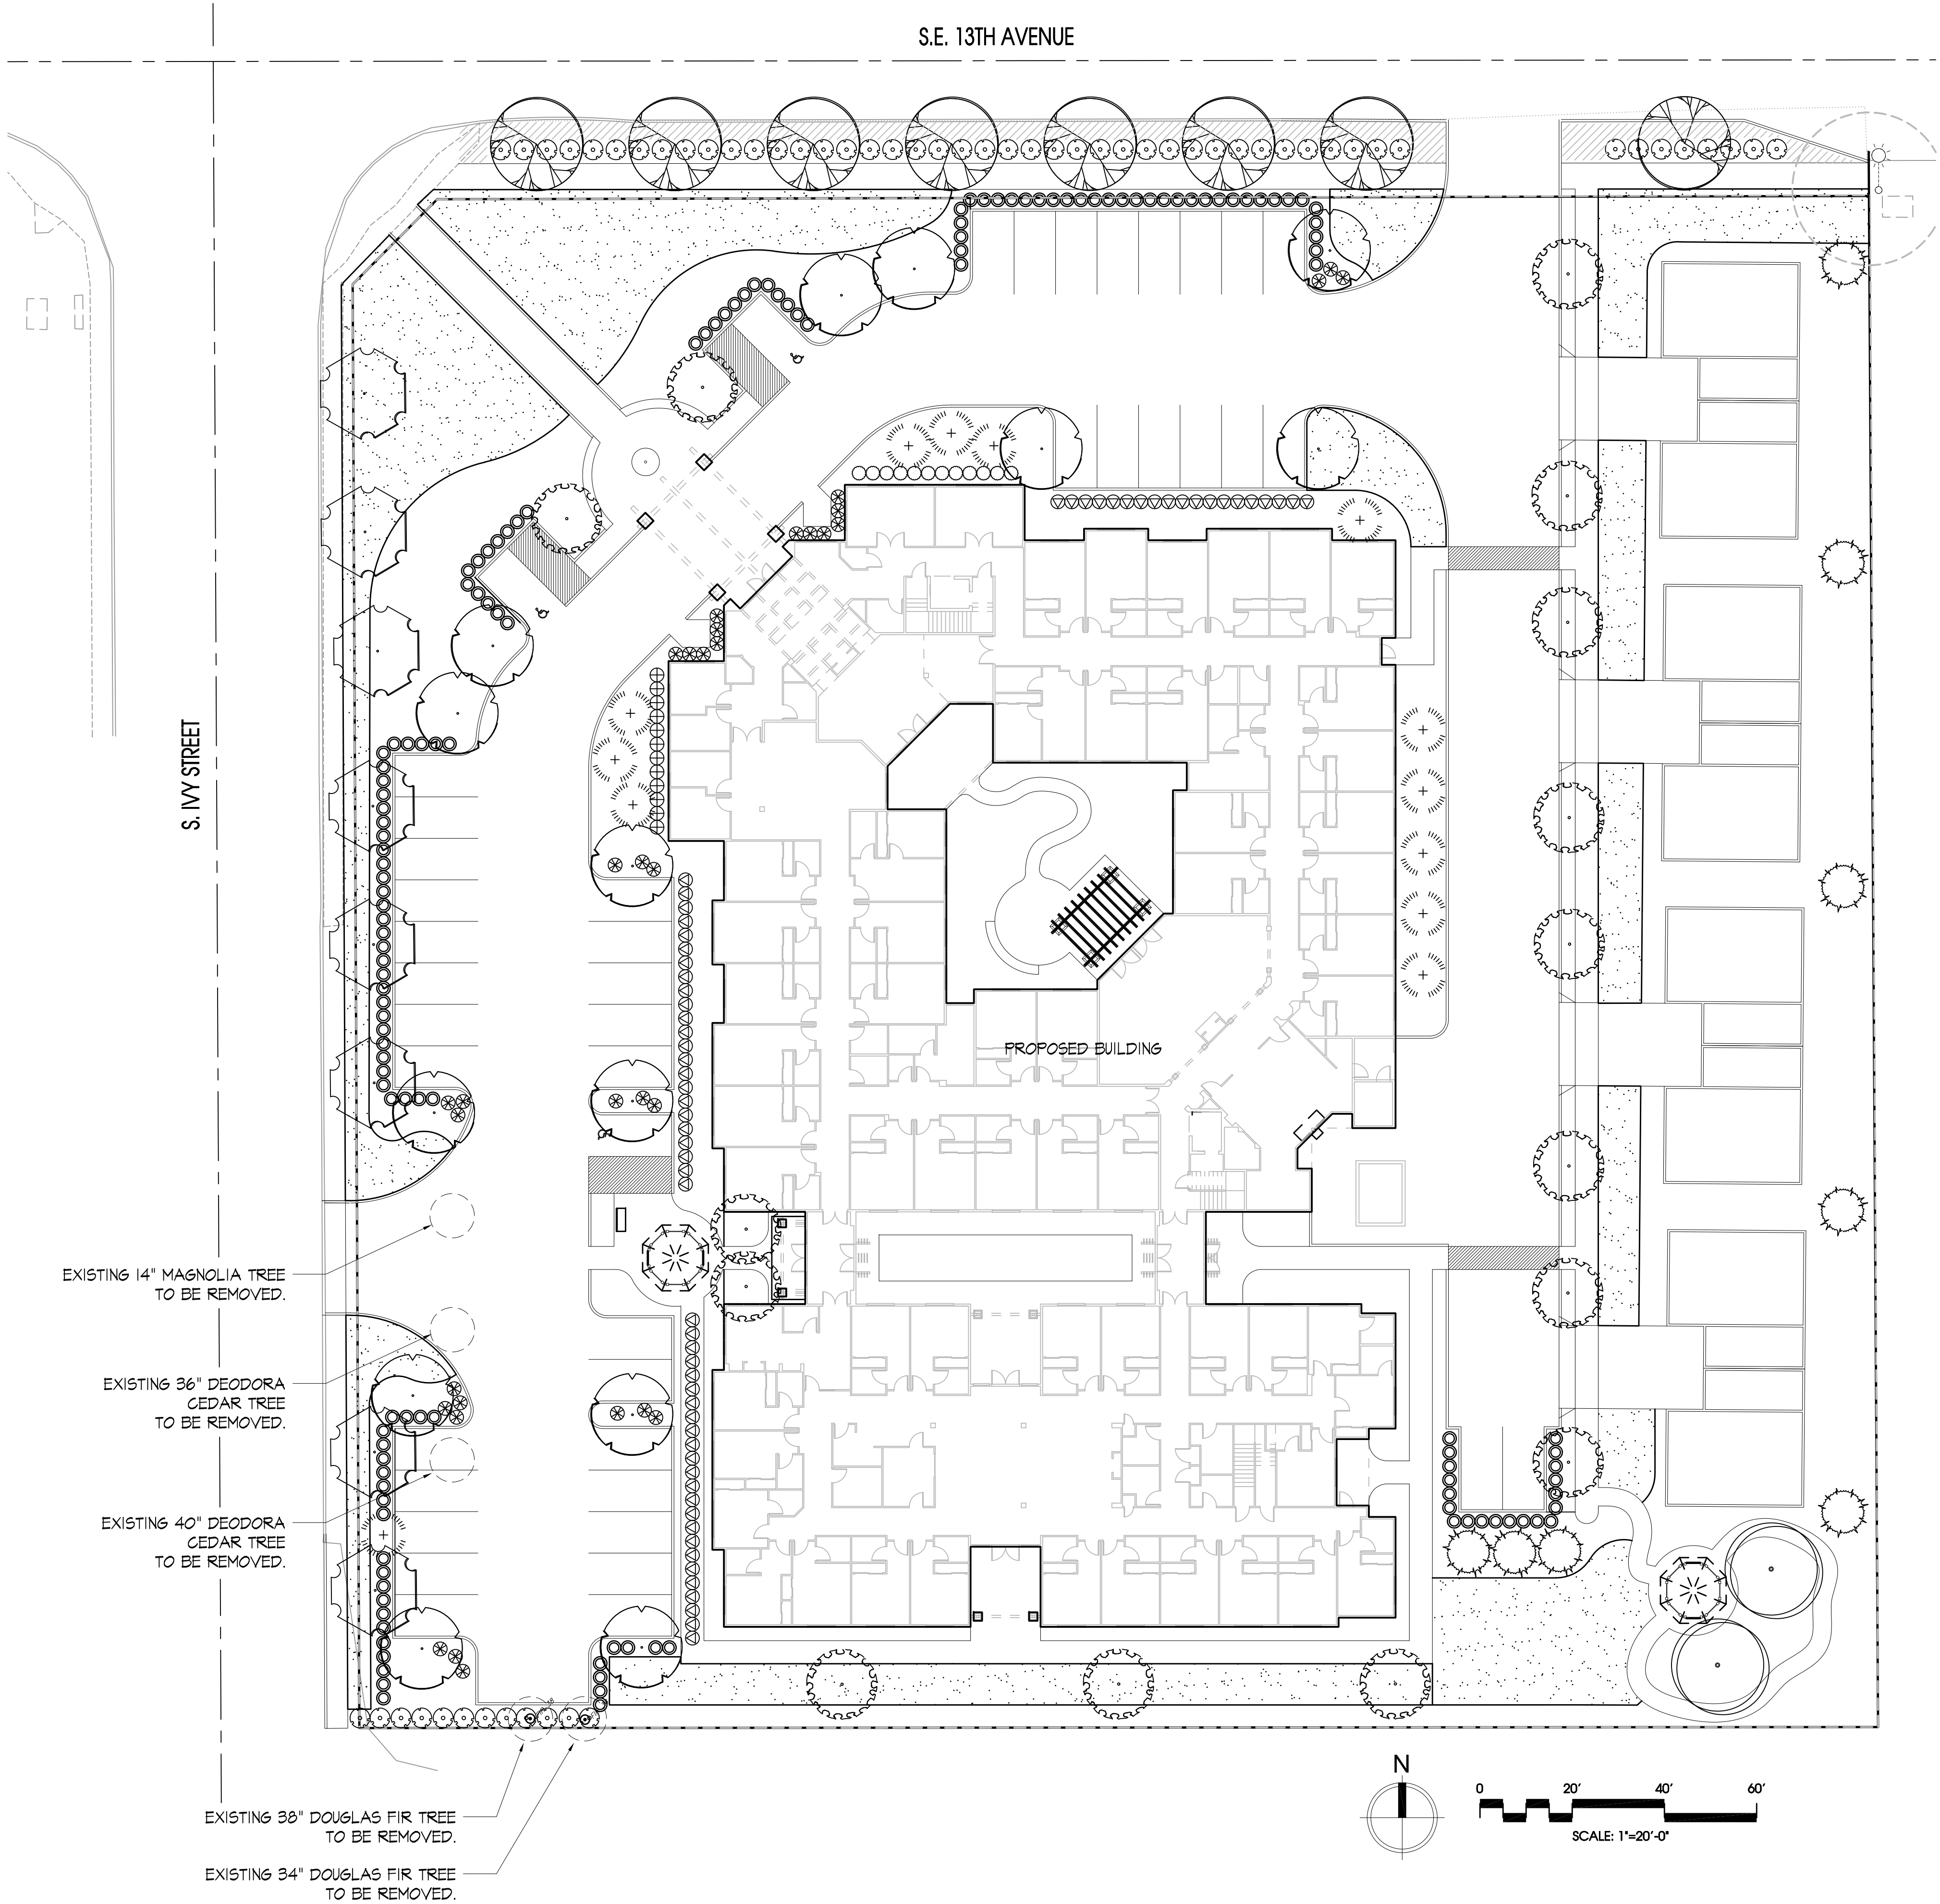 S.E. 13TH AVENUE
S. IVY STREET
PROPOSED BUILDING
EXISTING 14" MAGNOLIA TREE
TO BE REMOVED.
EXISTING 36" DEODORA
CEDAR TREE
TO BE REMOVED.
EXISTING 40" DEODORA
CEDAR TREE
TO BE REMOVED.
EXISTING 38" DOUGLAS FIR TREE
TO BE REMOVED.
EXISTING 34" DOUGLAS FIR TREE
TO BE REMOVED.
N
0 20' 40' 60'
SCALE: 1"=20'-0"